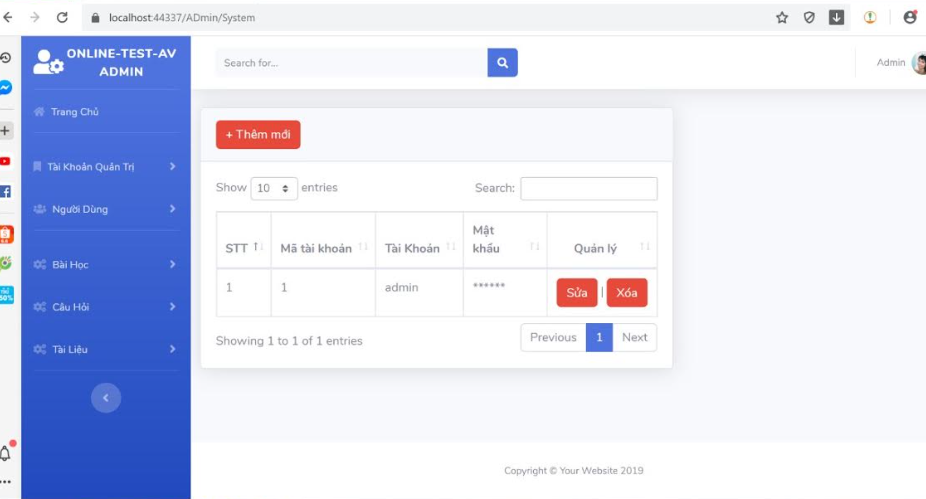 localhost:44337/ADmin/System
ONLINE-TEST-AV
ADMIN
Search for...
Admin
Trang Chủ
+ Thêm mới
Tài Khoản Quản Trị
Show 10 entries
Search:
Người Dùng
STT
Mã tài khoản
Tài Khoản
Mật
khẩu
Quản lý
Bài Học
1
1
admin
******
Sửa | Xóa
Câu Hỏi
Showing 1 to 1 of 1 entries
Previous 1 Next
Tài Liệu
Copyright © Your Website 2019